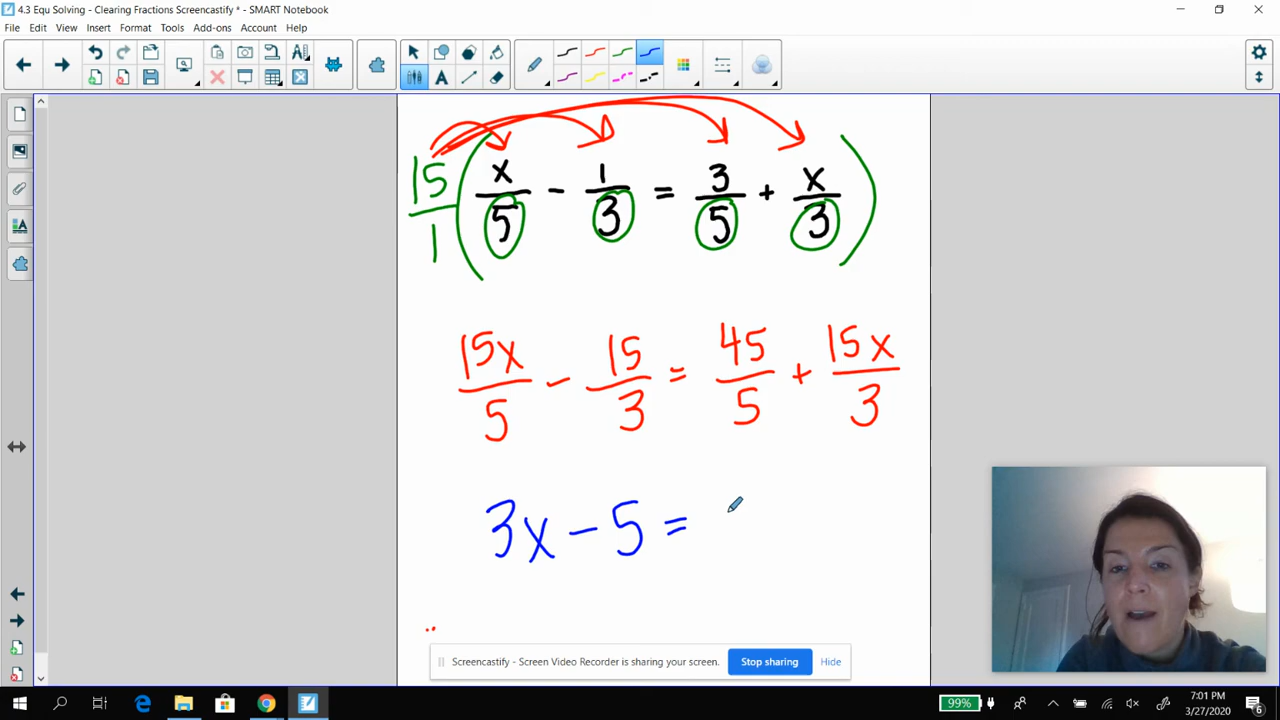 4.3 Equ Solving - Clearing Fractions Screencastify * - SMART Notebook
File Edit View Insert Format Tools Add-ons Account Help
15/1 ( x/5 - 1/3 = 3/5 + x/3 )
15x/5 - 15/3 = 45/5 + 15x/3
3x - 5 =
Screencastify - Screen Video Recorder is sharing your screen. Stop sharing Hide
99% 7:01 PM
3/27/2020 6